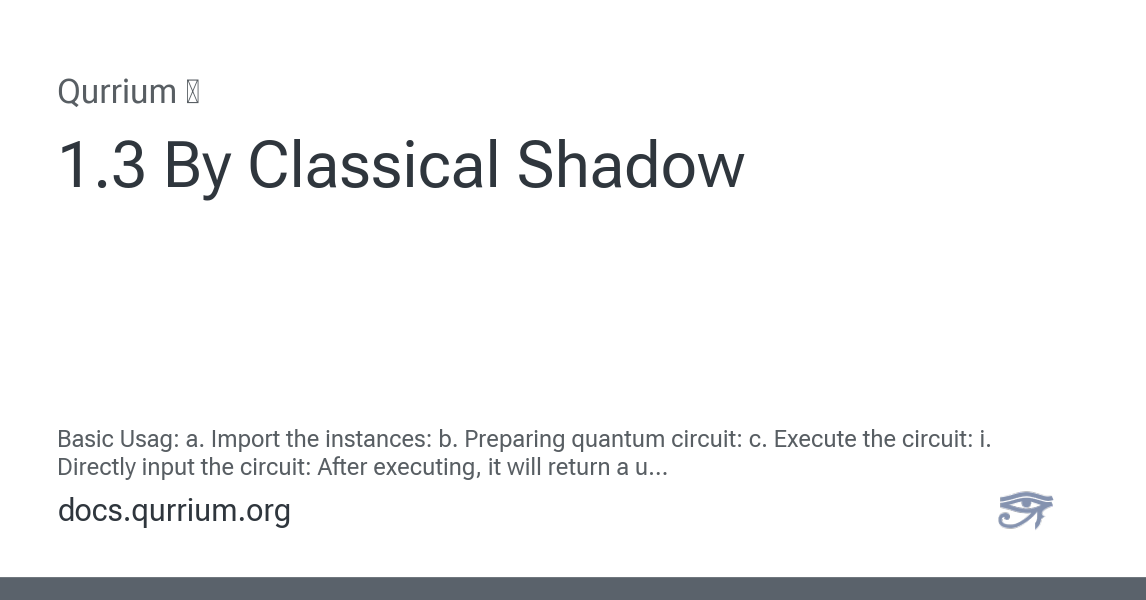 Qurrium
1.3 By Classical Shadow
Basic Usag: a. Import the instances: b. Preparing quantum circuit: c. Execute the circuit: i.
Directly input the circuit: After executing, it will return a u...
docs.qurrium.org